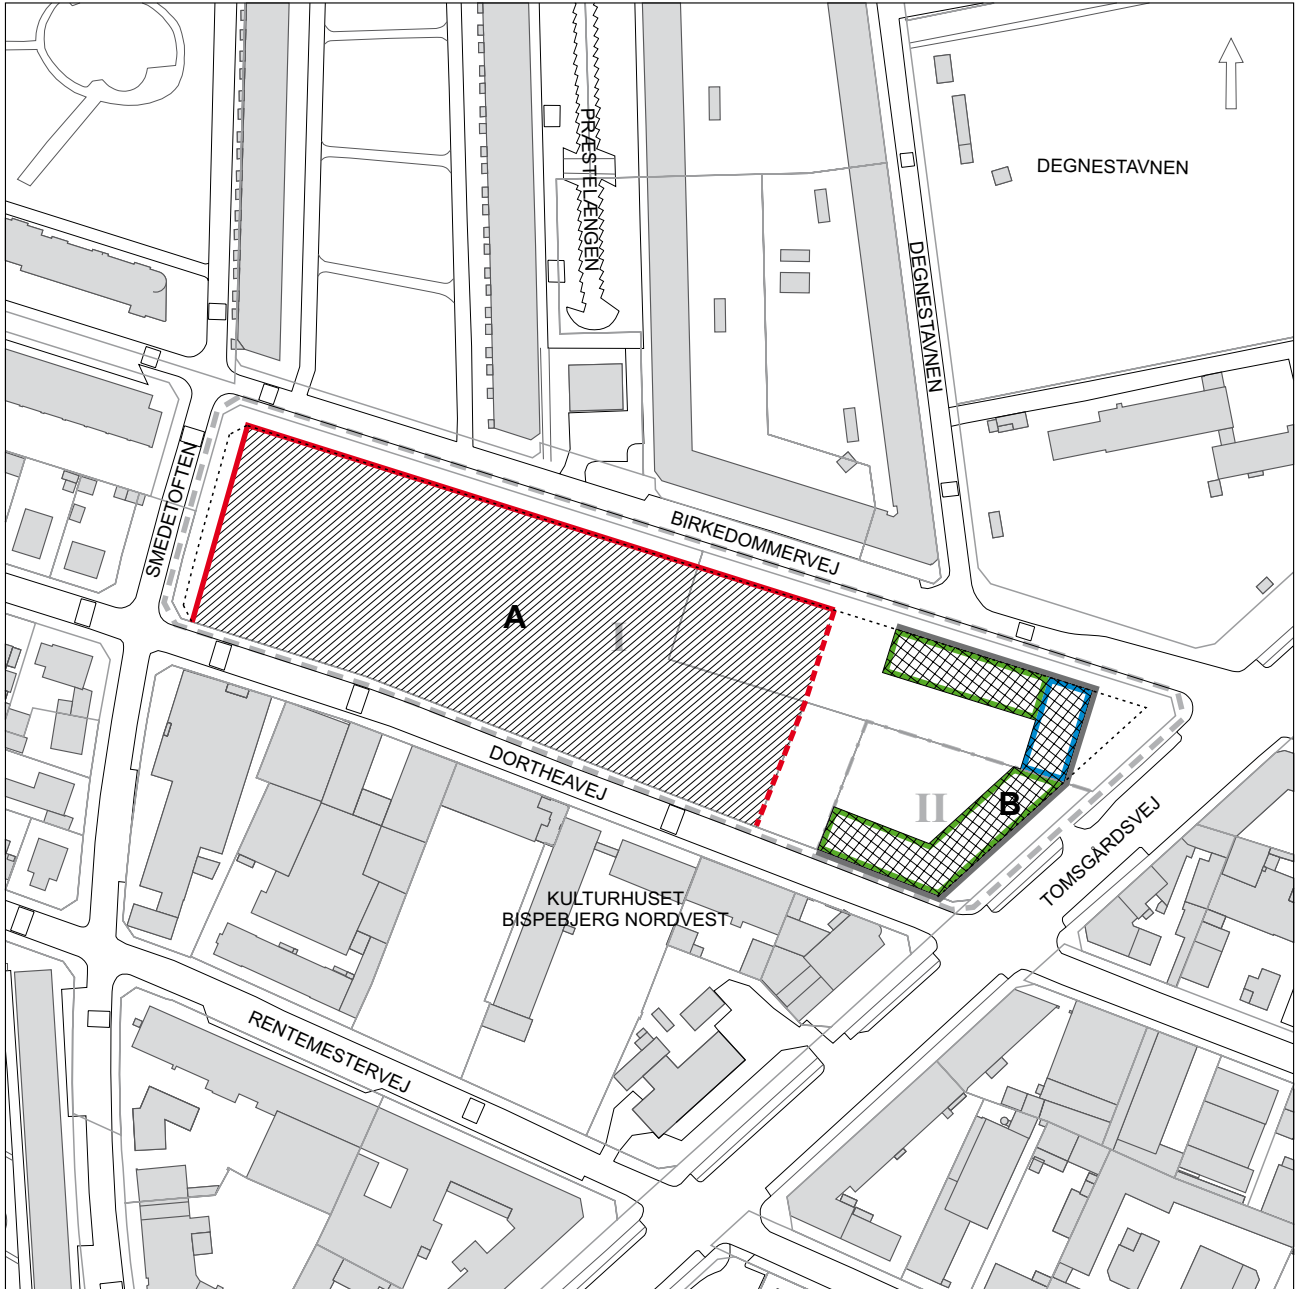 PRÆSTELÆNGEN
DEGNESTAVNEN
DEGNESTAVNEN
SMEDETOFTEN
BIRKEDOMMERVEJ
A
I
DORTHEAVEJ
II
B
TOMSGÅRDSVEJ
KULTURHUSET
BISPEBJERG NORDVEST
RENTEMESTERVEJ